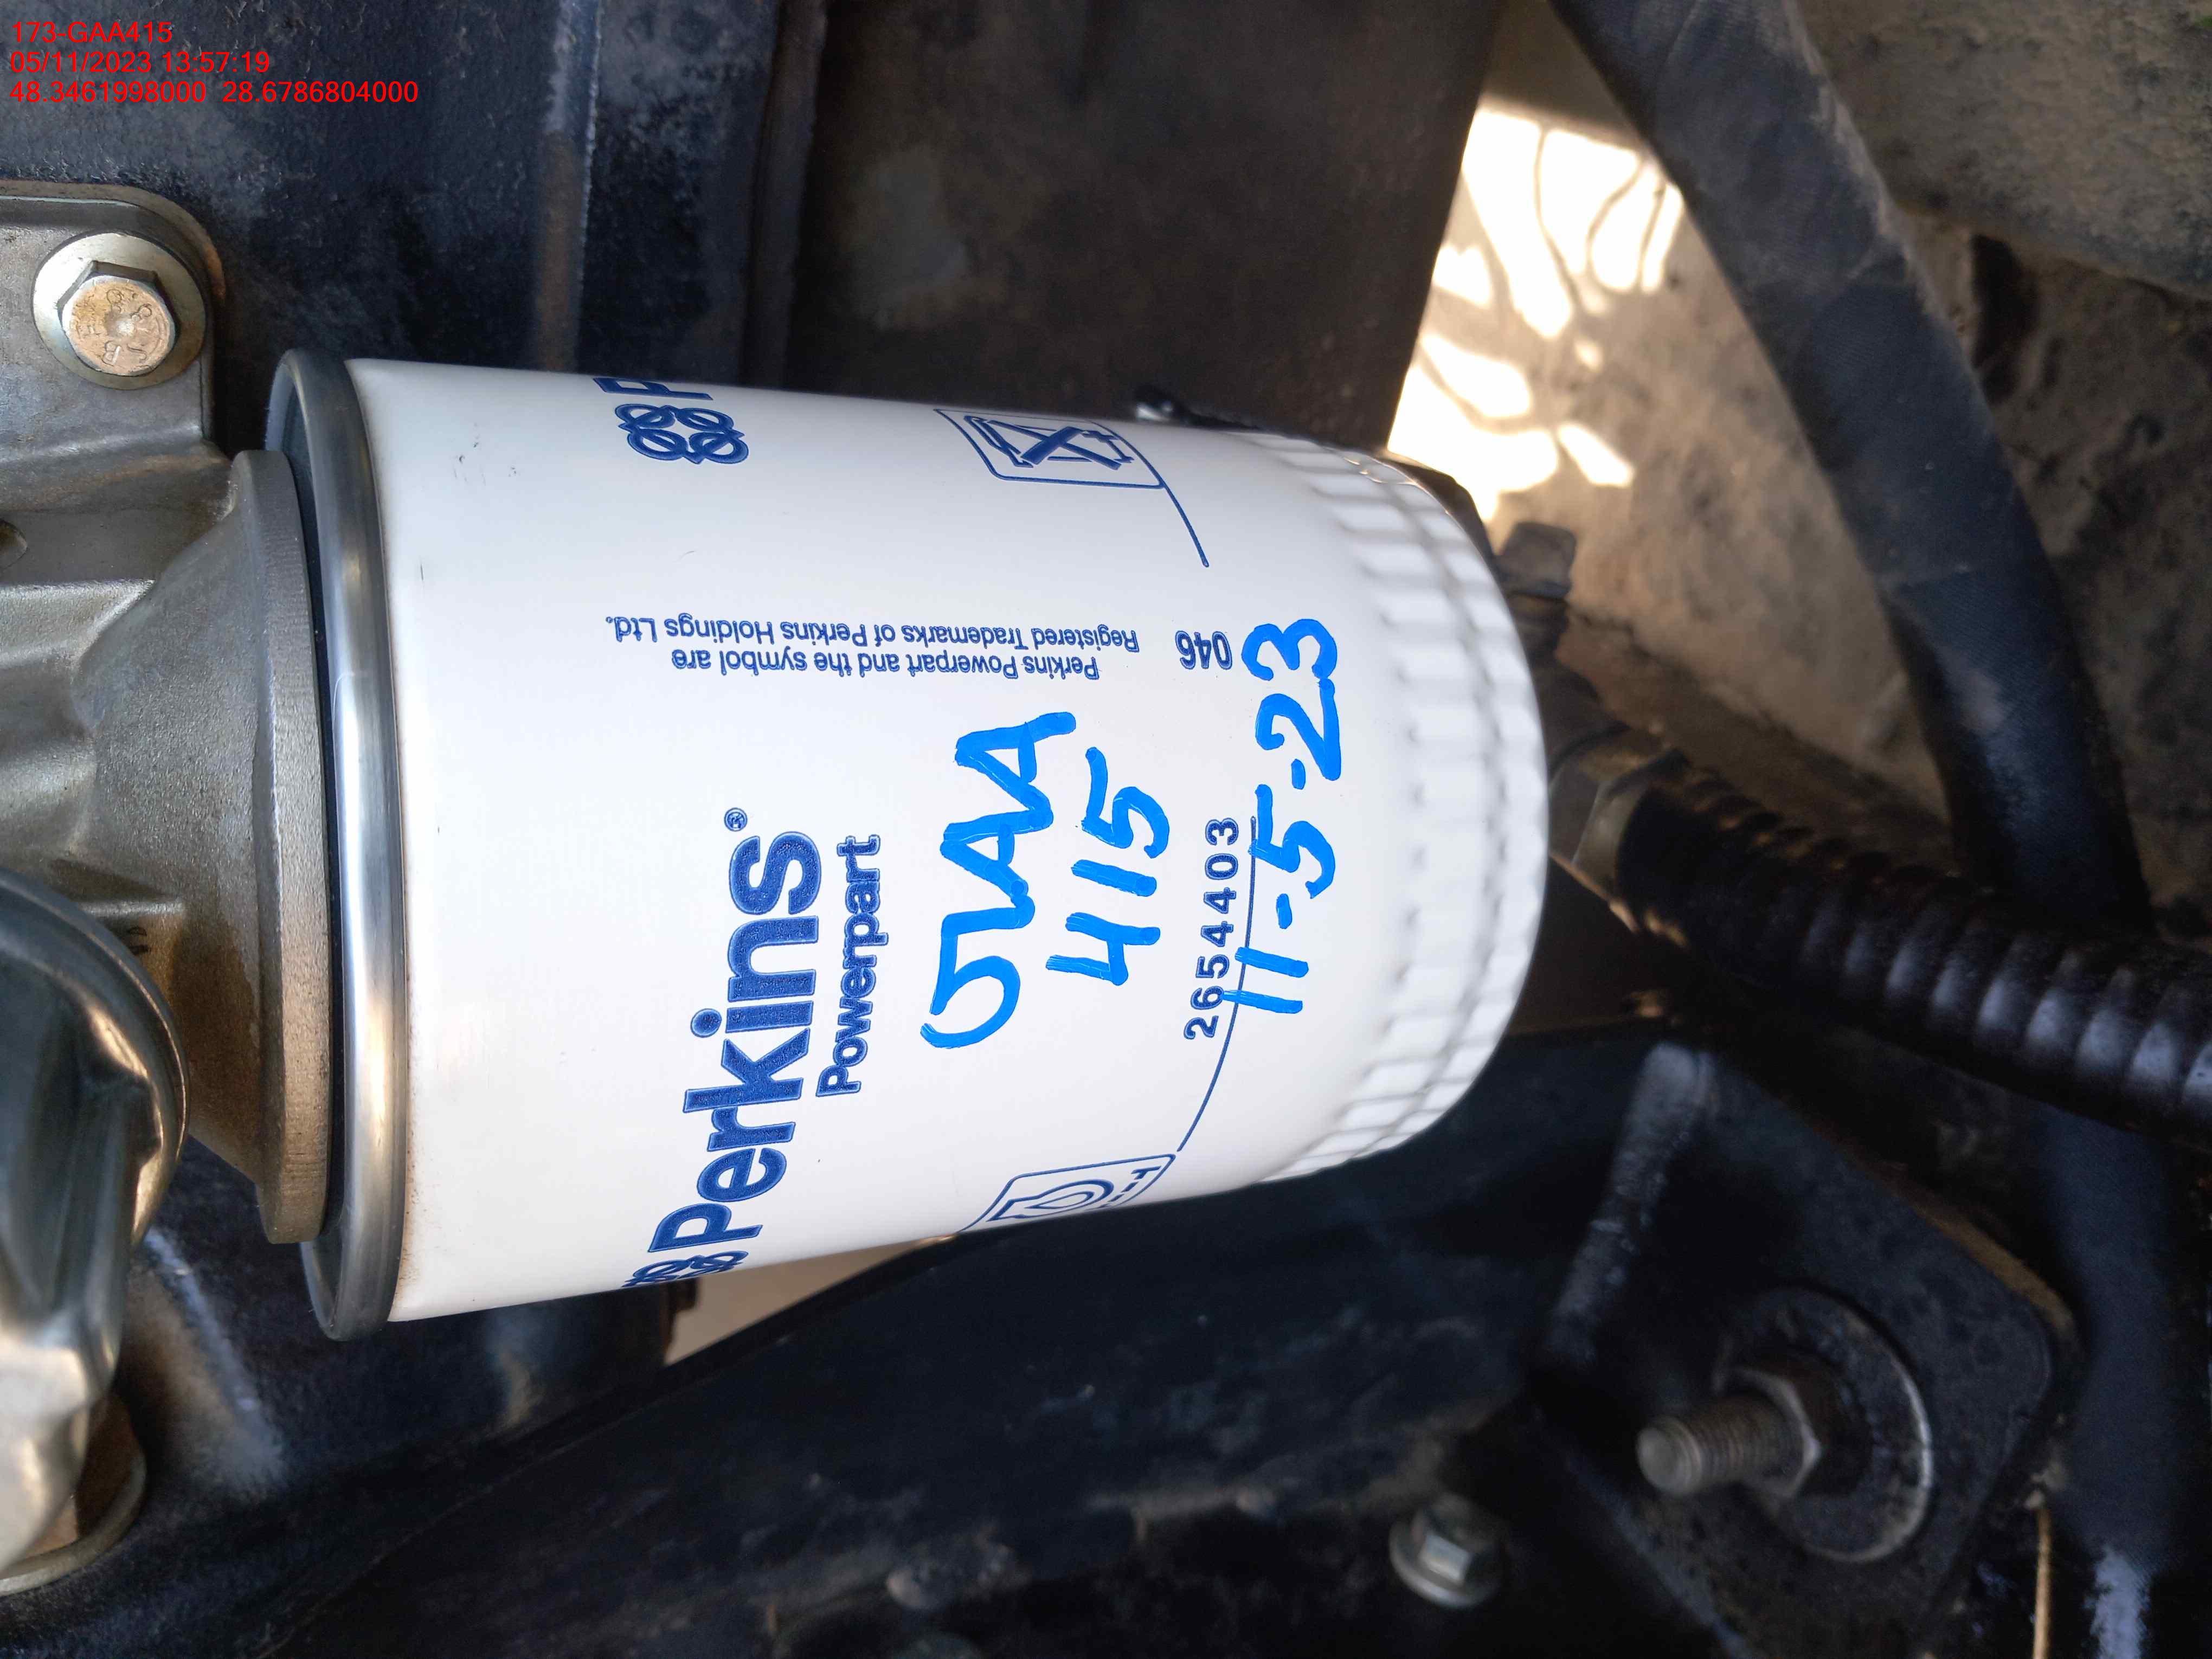 173-GAA415
05/11/2023 13:57:19
48.3461998000 28.6786804000
Perkins®
Powerpart
GAA
415
2654403
11-5-23
Perkins Powerpart and the symbol are
Registered Trademarks of Perkins Holdings Ltd.
046